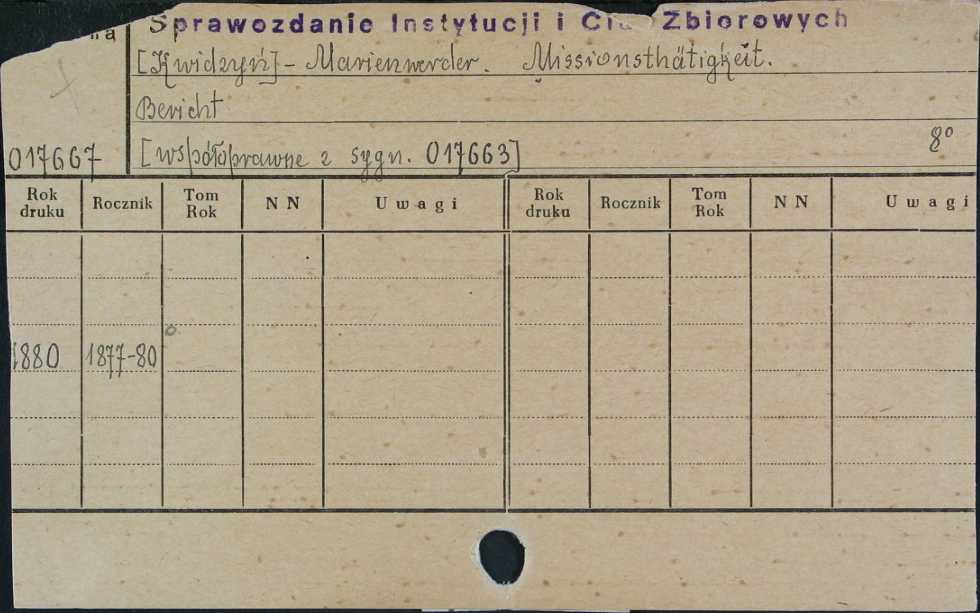 Sprawozdanie Instytucji i Zbiorowych
[Kwidzyń] - Marienwerder. Missionsthätigkeit.
Bericht
8°
017667 [współoprawne z sygn. 017663]
Rok druku Rocznik Tom Rok N N Uwagi Rok druku Rocznik Tom Rok N N Uwagi
1880 1877-80